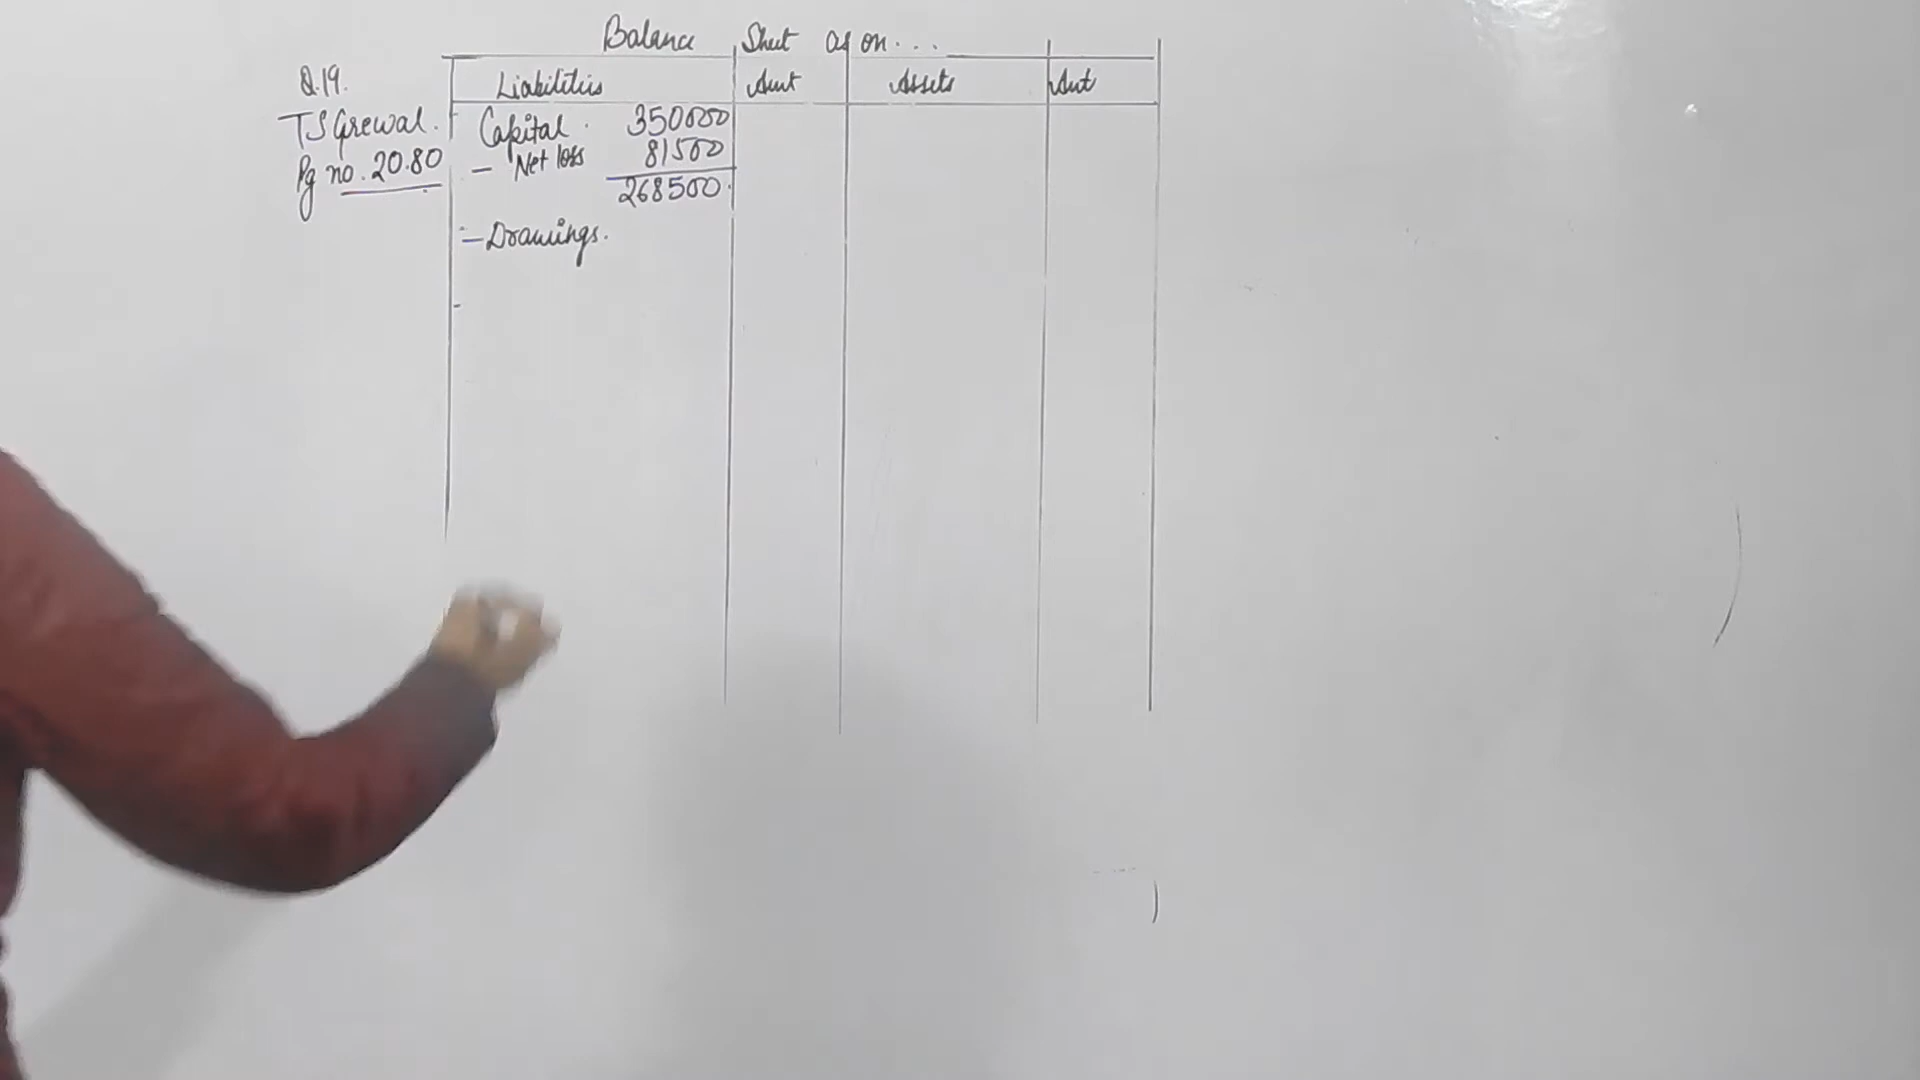 Balance Sheet as on...
Q.19.
TS Grewal.
Pg no. 20.80
Liabilities Amt Assets Amt
Capital. 350000
- Net loss 81500
268500.
- Drawings.